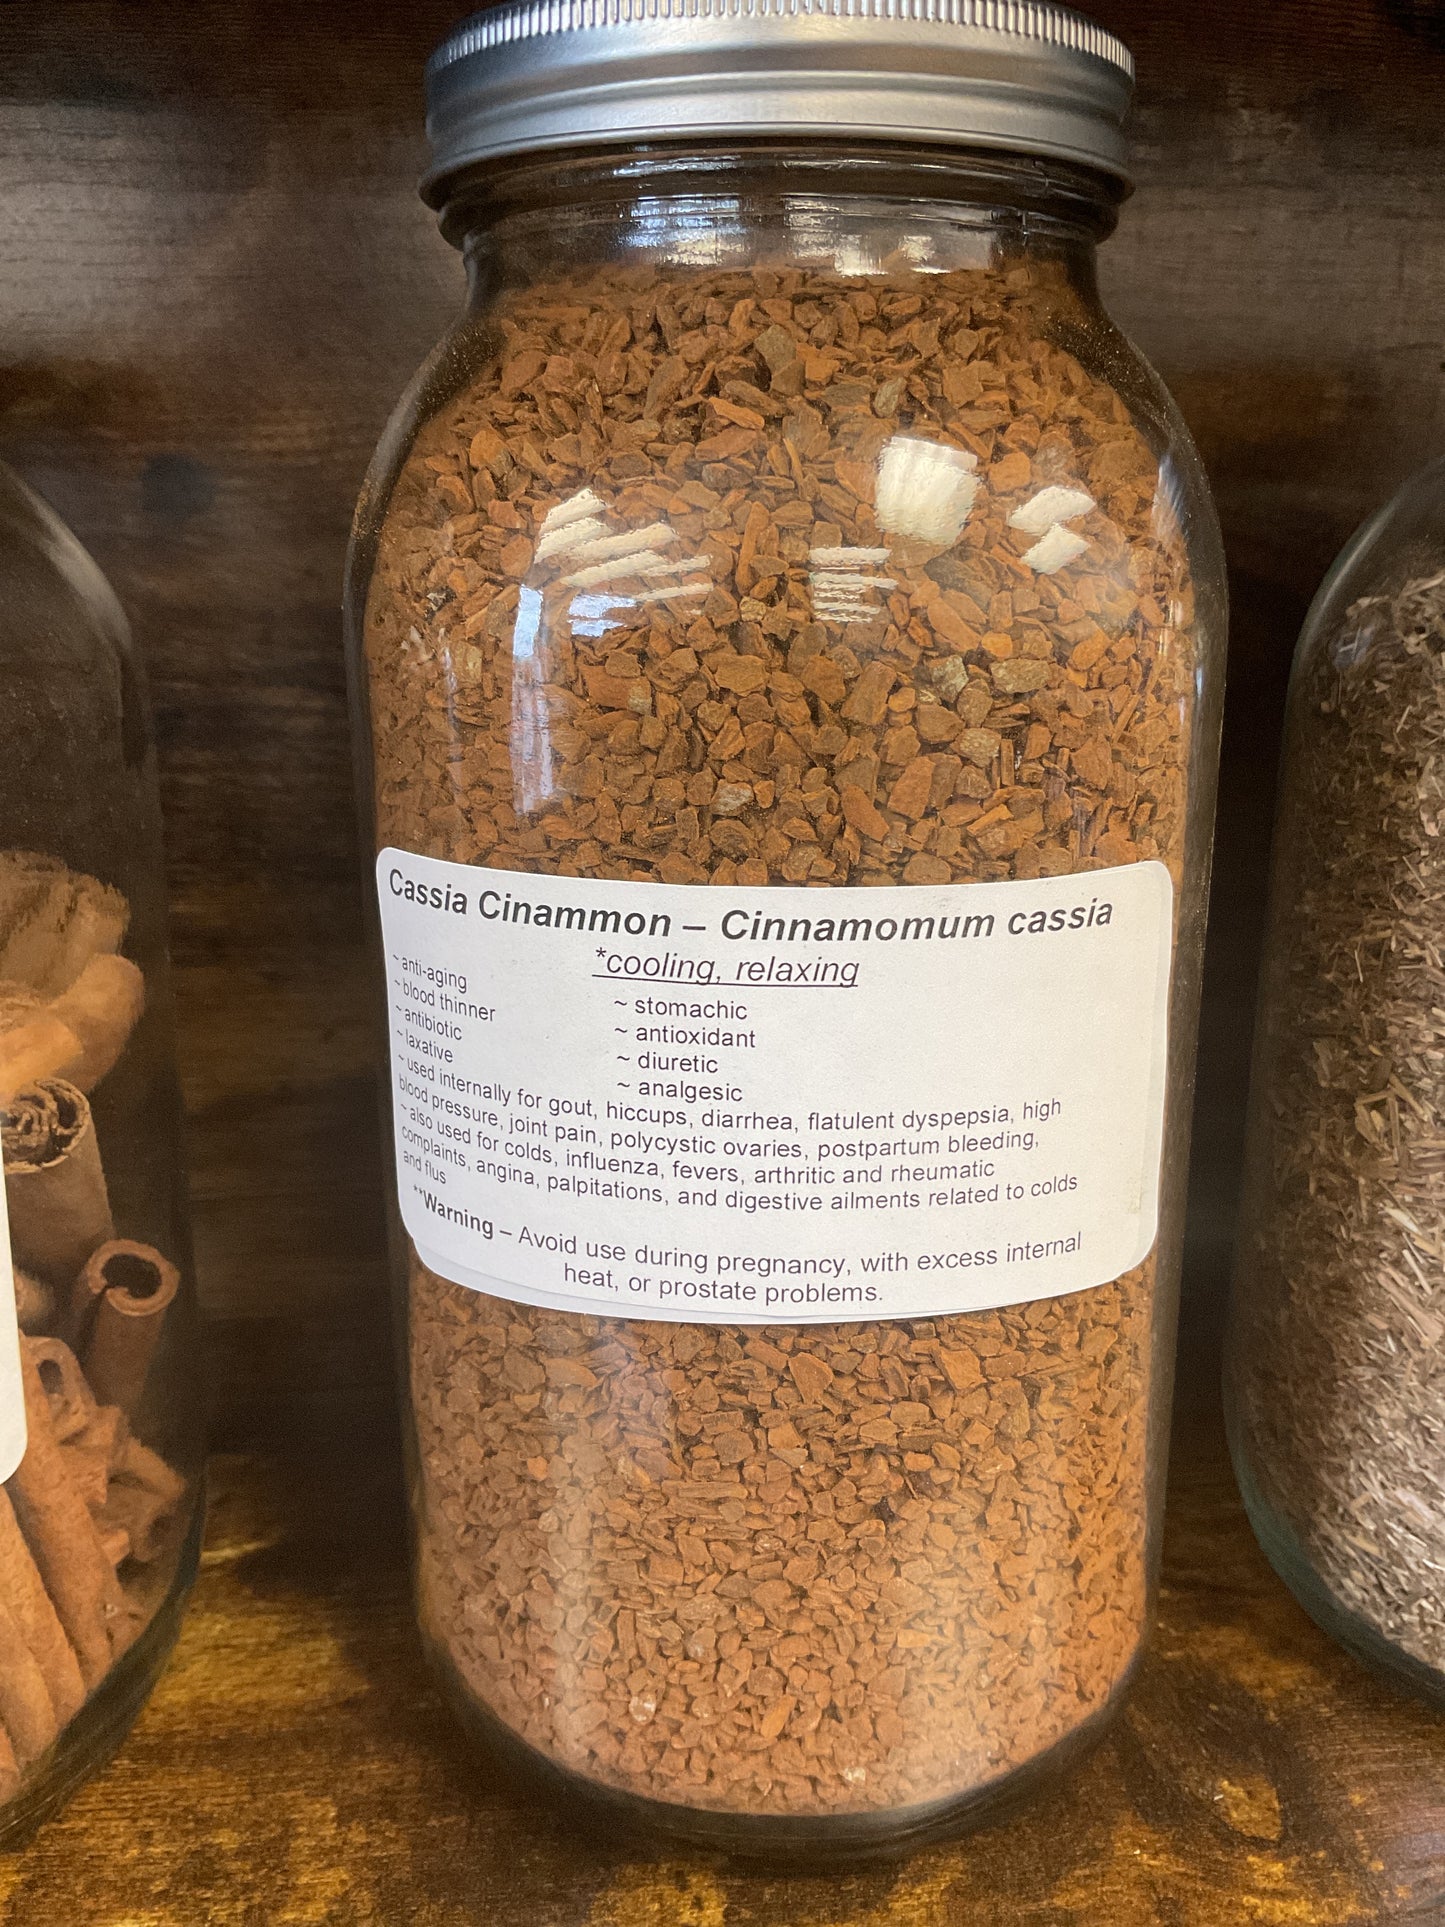 Cassia Cinammon – Cinnamomum cassia
*cooling, relaxing
~ anti-aging
~ blood thinner
~ antibiotic
~ laxative
~ stomachic
~ antioxidant
~ diuretic
~ analgesic
~ used internally for gout, hiccups, diarrhea, flatulent dyspepsia, high
blood pressure, joint pain, polycystic ovaries, postpartum bleeding,
~ also used for colds, influenza, fevers, arthritic and rheumatic
complaints, angina, palpitations, and digestive ailments related to colds
and flus
**Warning – Avoid use during pregnancy, with excess internal
heat, or prostate problems.